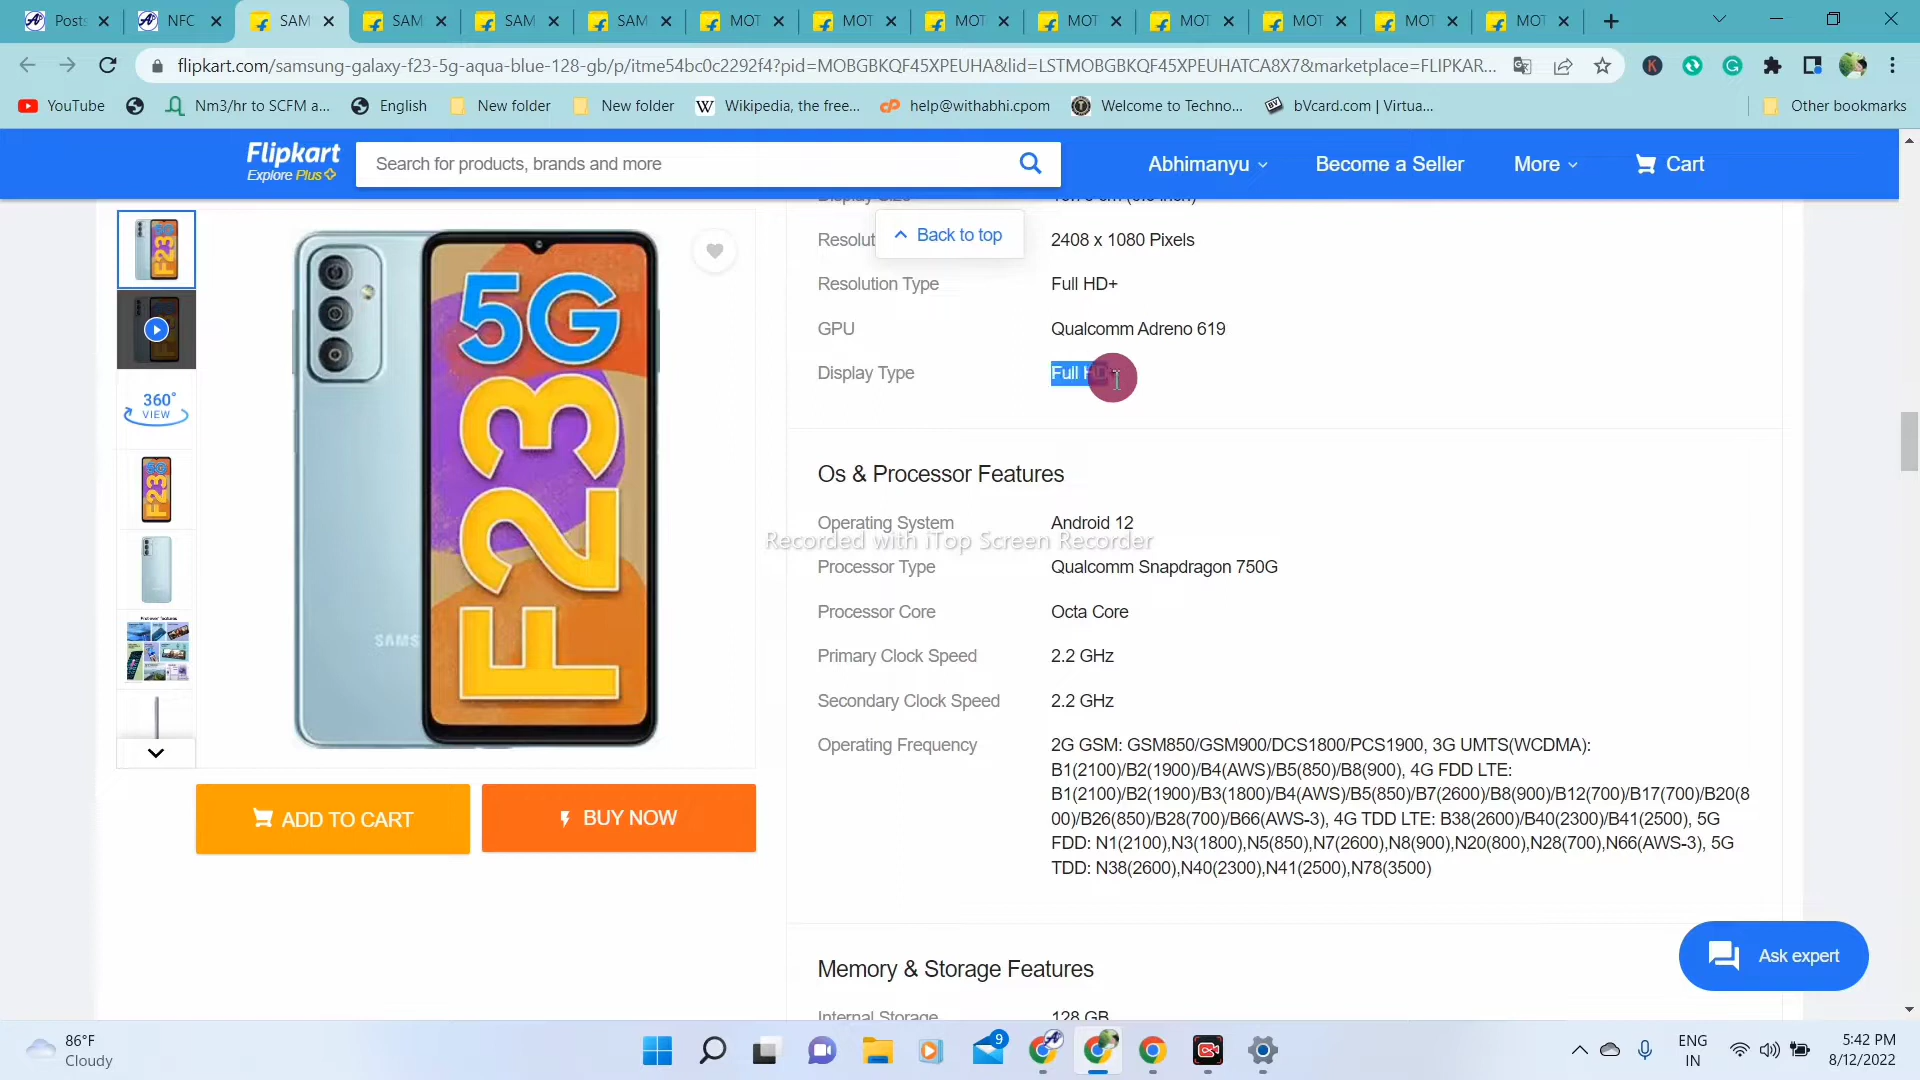 Posts
NFC
SAM
SAM
SAM
SAM
MOT
MOT
MOT
MOT
MOT
MOT
MOT
MOT
flipkart.com/samsung-galaxy-f23-5g-aqua-blue-128-gb/p/itme54bc0c2292f4?pid=MOBGBKQF45XPEUHA&lid=LSTMOBGBKQF45XPEUHATCA8X7&marketplace=FLIPKAR...
YouTube
Nm3/hr to SCFM a...
English
New folder
New folder
Wikipedia, the free...
help@withabhi.cpom
Welcome to Techno...
bVcard.com | Virtua...
Other bookmarks
Flipkart
Explore Plus
Search for products, brands and more
Abhimanyu
Become a Seller
More
Cart
Back to top
Resolut
2408 x 1080 Pixels
Resolution Type
Full HD+
GPU
Qualcomm Adreno 619
Display Type
Full HD+
360°
VIEW
5G
F23
SAMS
Os & Processor Features
Operating System
Android 12
Recorded with iTop Screen Recorder
Processor Type
Qualcomm Snapdragon 750G
Processor Core
Octa Core
Primary Clock Speed
2.2 GHz
Secondary Clock Speed
2.2 GHz
Operating Frequency
2G GSM: GSM850/GSM900/DCS1800/PCS1900, 3G UMTS(WCDMA):
B1(2100)/B2(1900)/B4(AWS)/B5(850)/B8(900), 4G FDD LTE:
B1(2100)/B2(1900)/B3(1800)/B4(AWS)/B5(850)/B7(2600)/B8(900)/B12(700)/B17(700)/B20(8
00)/B26(850)/B28(700)/B66(AWS-3), 4G TDD LTE: B38(2600)/B40(2300)/B41(2500), 5G
FDD: N1(2100),N3(1800),N5(850),N7(2600),N8(900),N20(800),N28(700),N66(AWS-3), 5G
TDD: N38(2600),N40(2300),N41(2500),N78(3500)
ADD TO CART
BUY NOW
Memory & Storage Features
Internal Storage
128 GB
Ask expert
86°F
Cloudy
9
ENG
IN
5:42 PM
8/12/2022